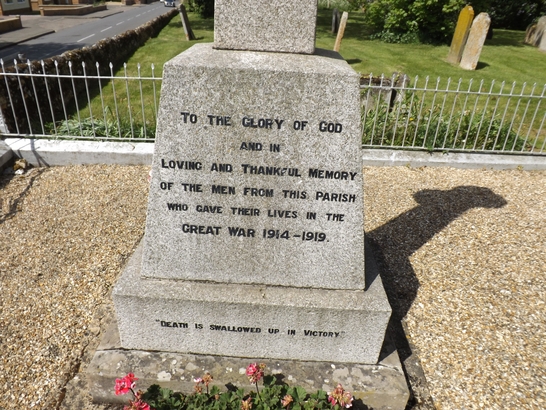 TO THE GLORY OF GOD
AND IN
LOVING AND THANKFUL MEMORY
OF THE MEN FROM THIS PARISH
WHO GAVE THEIR LIVES IN THE
GREAT WAR 1914-1919.
"DEATH IS SWALLOWED UP IN VICTORY"